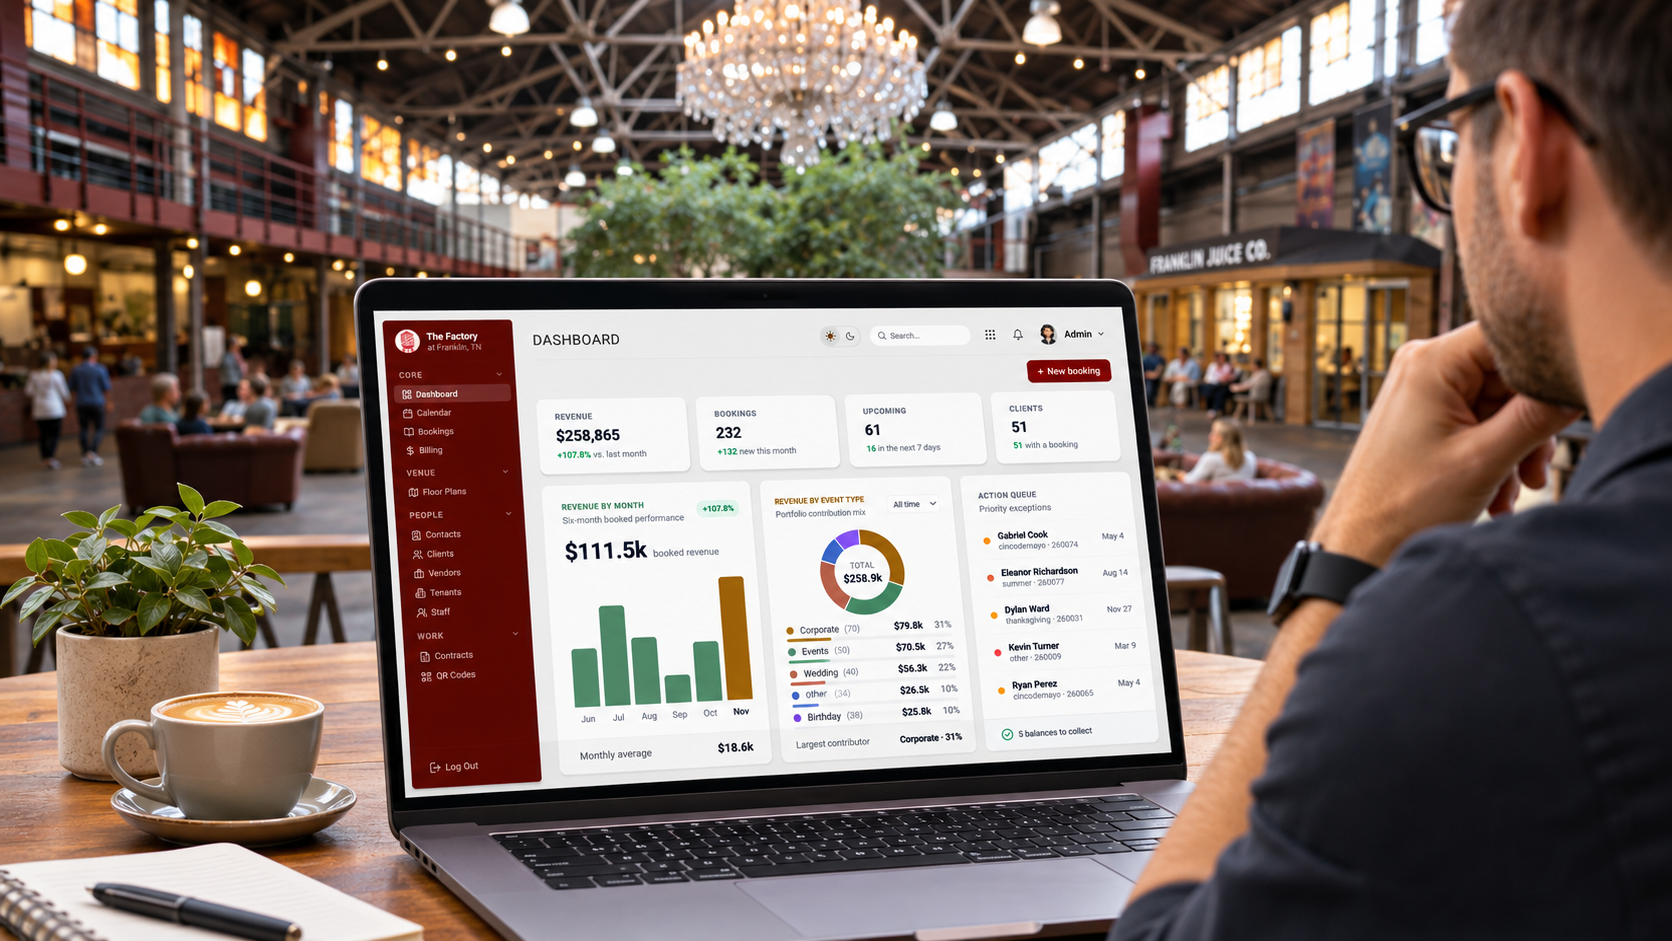 FRANKLIN JUICE CO.
The Factory
at Franklin, TN
CORE
Dashboard
Calendar
Bookings
Billing
VENUE
Floor Plans
PEOPLE
Contacts
Clients
Vendors
Tenants
Staff
WORK
Contracts
QR Codes
Log Out
DASHBOARD
Search...
Admin
+ New booking
REVENUE
$258,865
+107.8% vs. last month
BOOKINGS
232
+132 new this month
UPCOMING
61
16 in the next 7 days
CLIENTS
51
51 with a booking
REVENUE BY MONTH
Six-month booked performance
+107.8%
$111.5k booked revenue
Jun Jul Aug Sep Oct Nov
Monthly average $18.6k
REVENUE BY EVENT TYPE
Portfolio contribution mix
All time
TOTAL
$258.9k
Corporate (70) $79.8k 31%
Events (50) $70.5k 27%
Wedding (40) $56.3k 22%
other (34) $26.5k 10%
Birthday (38) $25.8k 10%
Largest contributor Corporate · 31%
ACTION QUEUE
Priority exceptions
Gabriel Cook May 4
cincodemayo · 260074
Eleanor Richardson Aug 14
summer · 260077
Dylan Ward Nov 27
thanksgiving · 260031
Kevin Turner Mar 9
other · 260009
Ryan Perez May 4
cincodemayo · 260065
5 balances to collect